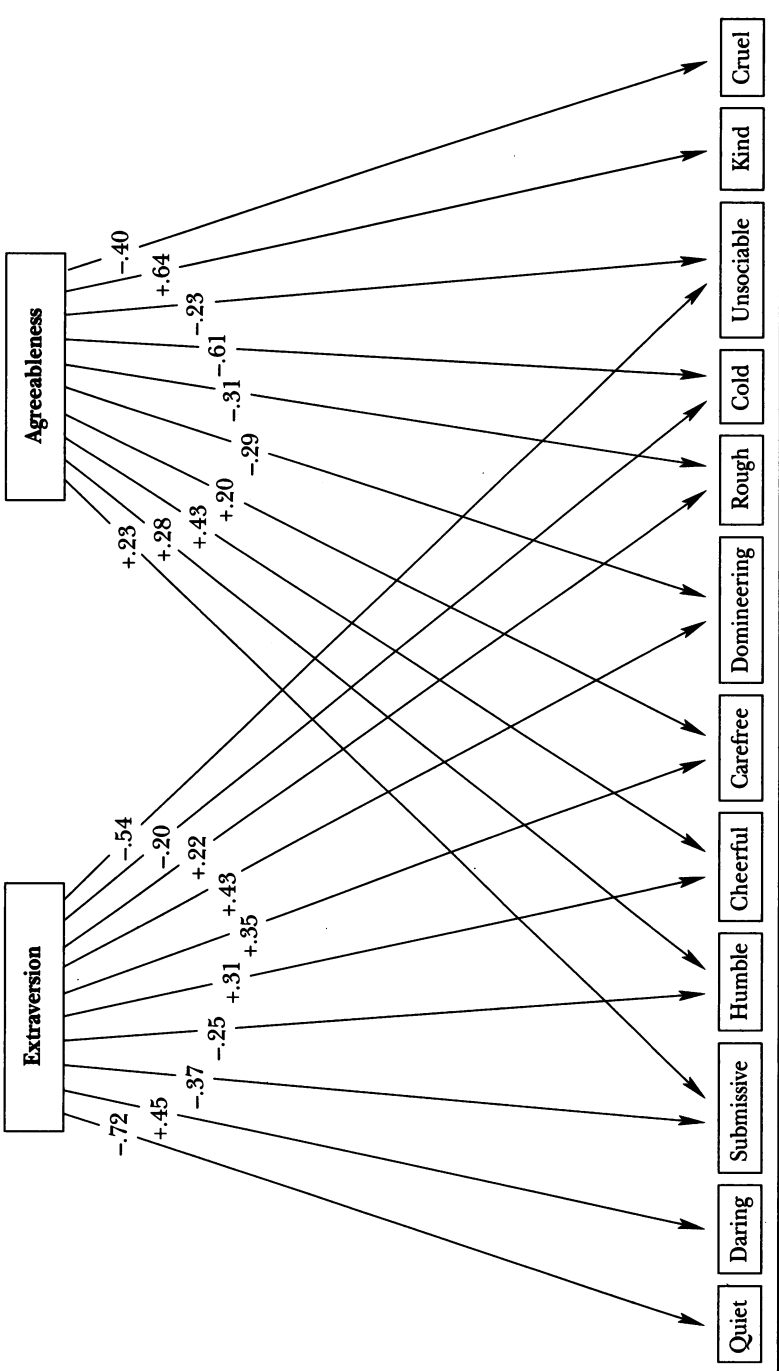 Extraversion
Agreeableness
-.72
+.45
-.37
-.25
+.31
+.35
+.43
+.22
-.20
-.54
+.23
+.28
+.43
+.20
-.29
-.31
-.61
-.23
+.64
-.40
Quiet
Daring
Submissive
Humble
Cheerful
Carefree
Domineering
Rough
Cold
Unsociable
Kind
Cruel